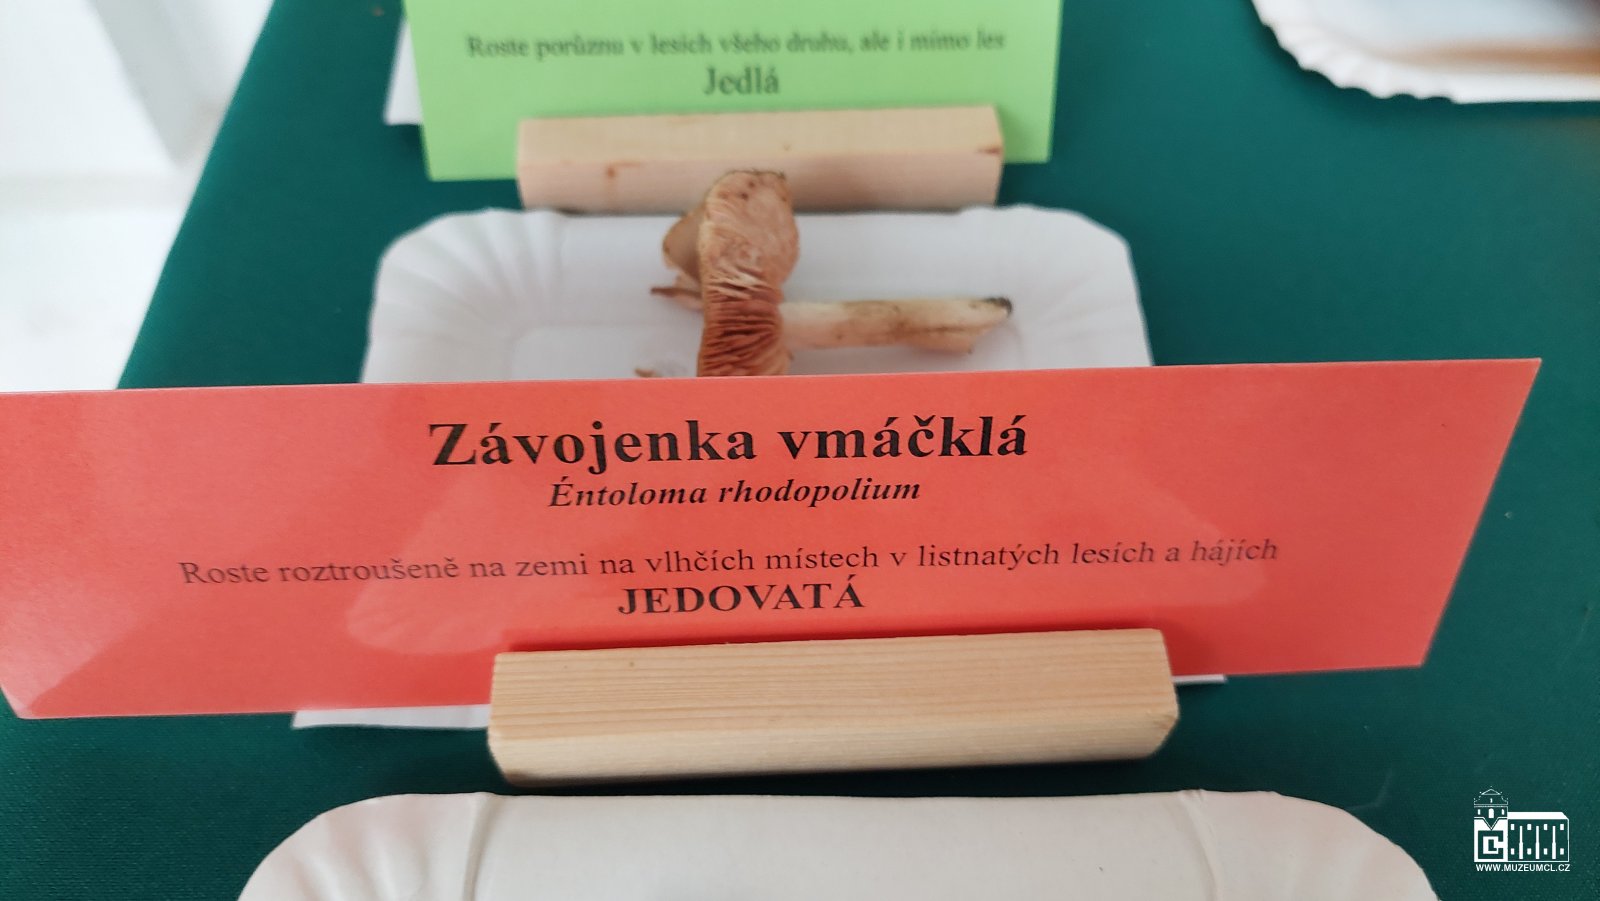 Roste porůznu v lesích všeho druhu, ale i mimo les
Jedlá
Závojenka vmáčklá
Éntoloma rhodopolium
Roste roztroušeně na zemi na vlhčích místech v listnatých lesích a hájích
JEDOVATÁ
WWW.MUZEUMCL.CZ